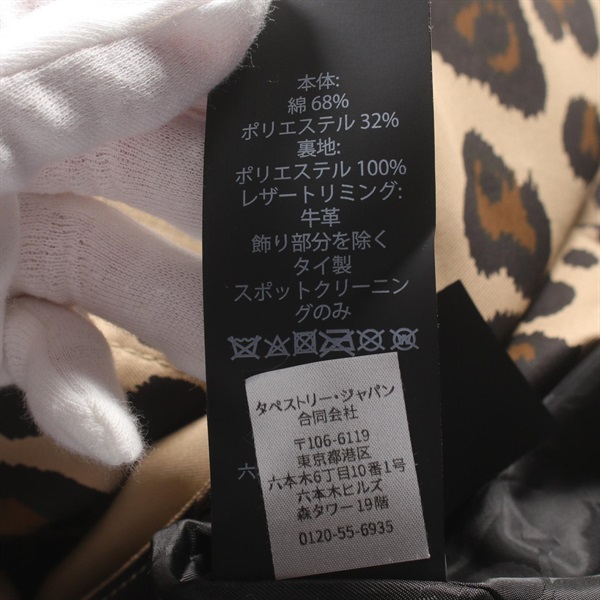 本体:
綿 68%
ポリエステル 32%
裏地:
ポリエステル 100%
レザートリミング:
牛革
飾り部分を除く
タイ製
スポットクリーニン
グのみ
タペストリー・ジャパン
合同会社
〒106-6119
東京都港区
六本木6丁目10番1号
六本木ヒルズ
森タワー19階
0120-55-6935